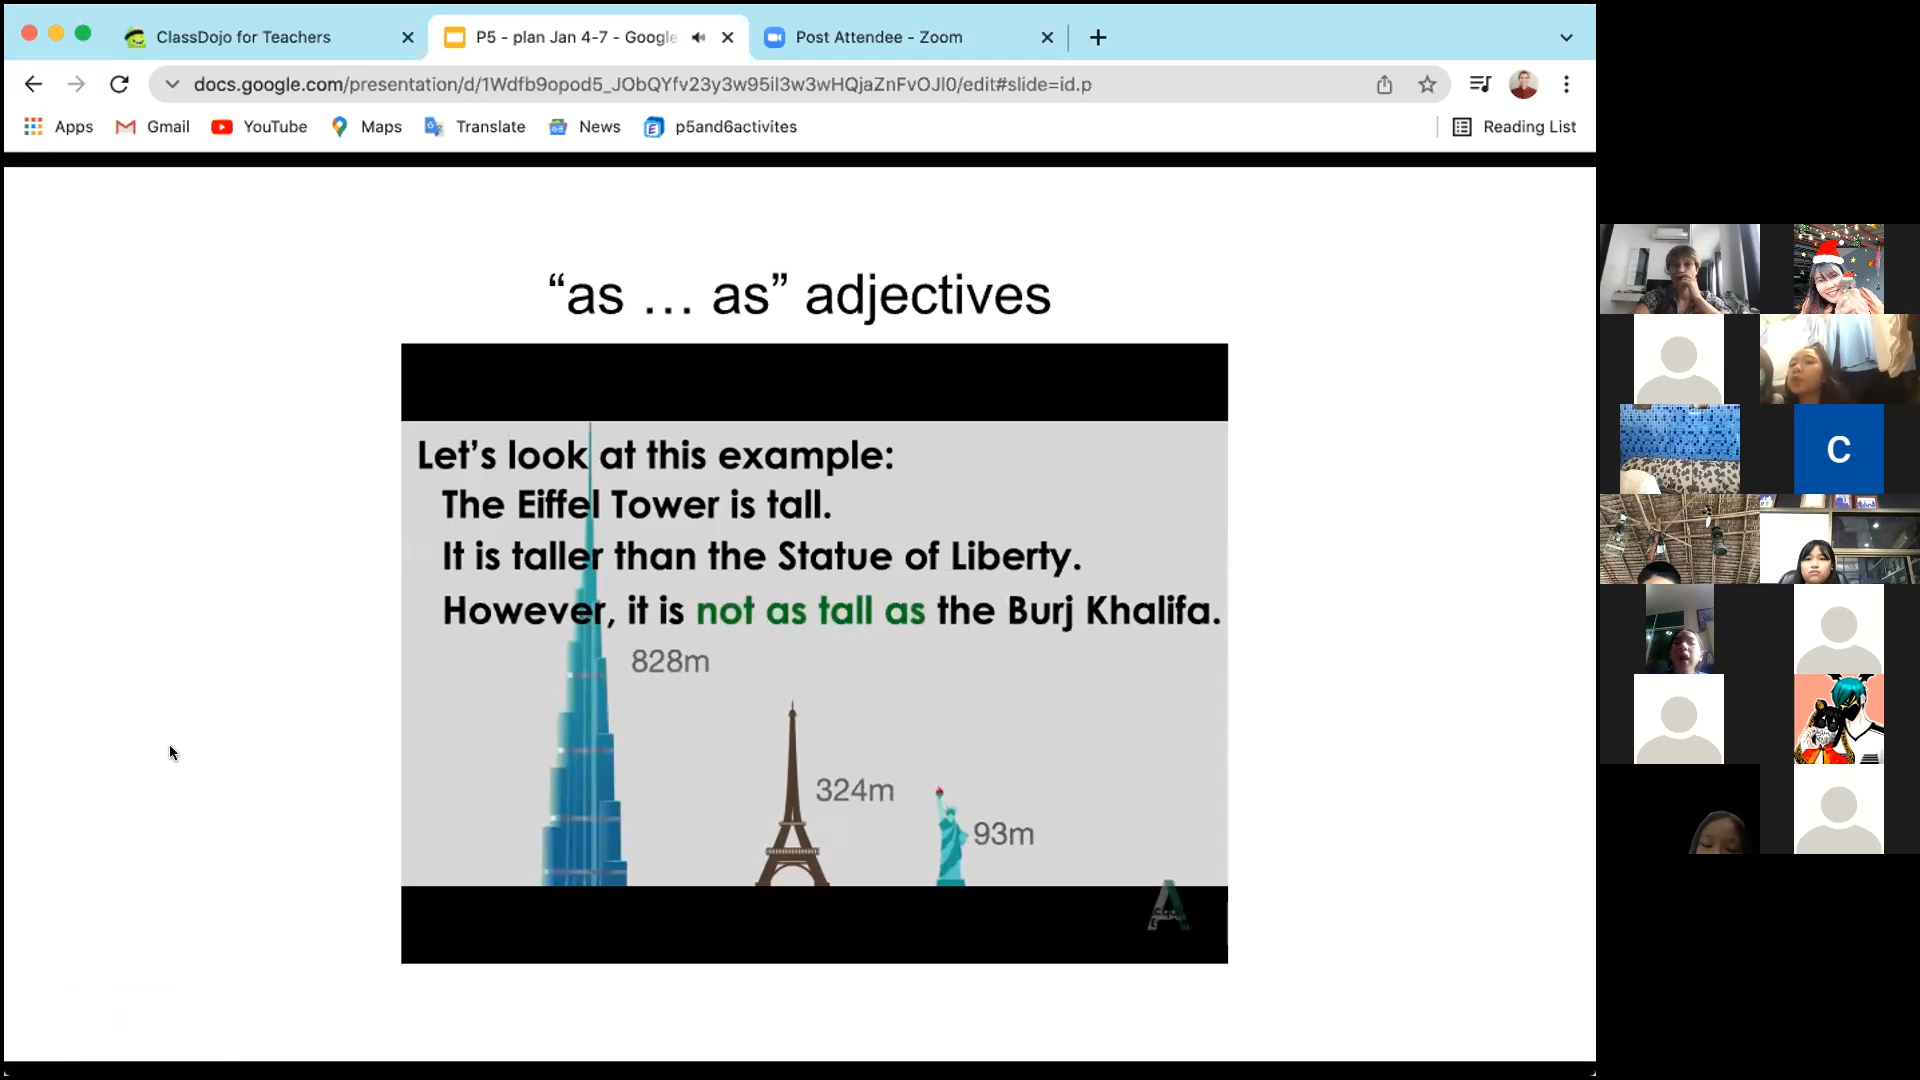 ClassDojo for Teachers
P5 - plan Jan 4-7 - Google
Post Attendee - Zoom
docs.google.com/presentation/d/1Wdfb9opod5_JObQYfv23y3w95il3w3wHQjaZnFvOJl0/edit#slide=id.p
Apps
Gmail
YouTube
Maps
Translate
News
p5and6activites
Reading List
“as … as” adjectives
Let's look at this example:
The Eiffel Tower is tall.
It is taller than the Statue of Liberty.
However, it is not as tall as the Burj Khalifa.
828m
324m
93m
C